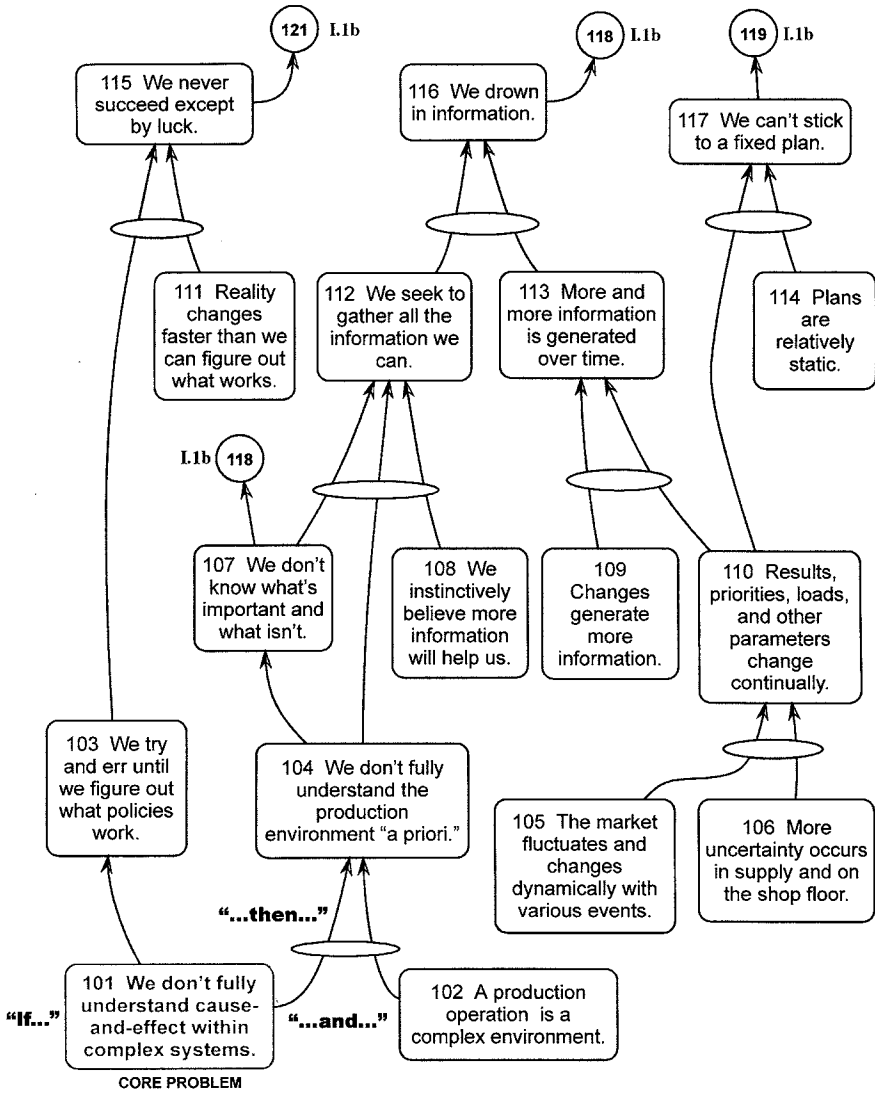 121 I.1b
118 I.1b
119 I.1b
115 We never
succeed except
by luck.
116 We drown
in information.
117 We can't stick
to a fixed plan.
111 Reality
changes
faster than we
can figure out
what works.
112 We seek to
gather all the
information we
can.
113 More and
more information
is generated
over time.
114 Plans
are
relatively
static.
I.1b 118
107 We don't
know what's
important and
what isn't.
108 We
instinctively
believe more
information
will help us.
109
Changes
generate
more
information.
110 Results,
priorities, loads,
and other
parameters
change
continually.
103 We try
and err until
we figure out
what policies
work.
104 We don't fully
understand the
production
environment “a priori.”
105 The market
fluctuates and
changes
dynamically with
various events.
106 More
uncertainty occurs
in supply and on
the shop floor.
“...then...”
“If...”
101 We don't fully
understand cause-
and-effect within
complex systems.
“...and...”
102 A production
operation is a
complex environment.
CORE PROBLEM